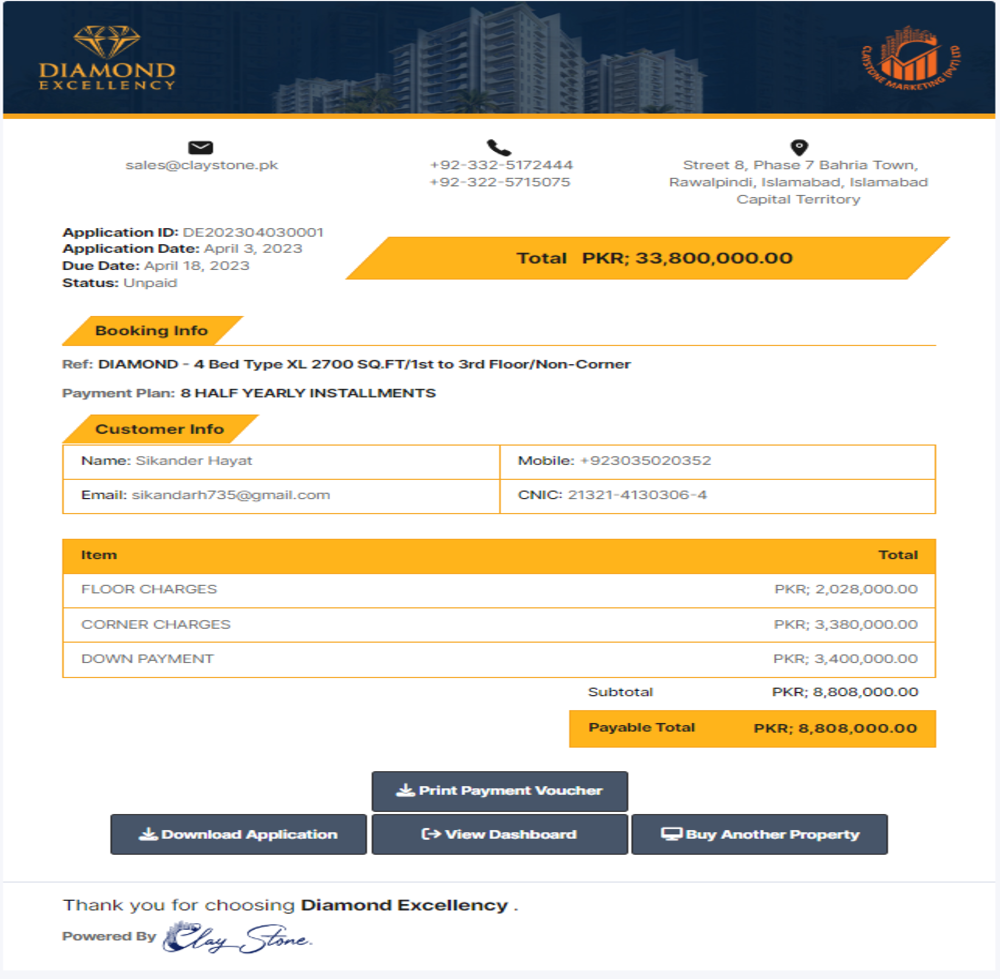 DIAMOND
EXCELLENCY
CLAYSTONE MARKETING (PVT) LTD
sales@claystone.pk
+92-332-5172444
+92-322-5715075
Street 8, Phase 7 Bahria Town,
Rawalpindi, Islamabad, Islamabad
Capital Territory
Application ID: DE202304030001
Application Date: April 3, 2023
Due Date: April 18, 2023
Status: Unpaid
Total PKR; 33,800,000.00
Booking Info
Ref: DIAMOND - 4 Bed Type XL 2700 SQ.FT/1st to 3rd Floor/Non-Corner
Payment Plan: 8 HALF YEARLY INSTALLMENTS
Customer Info
Name: Sikander Hayat Mobile: +923035020352
Email: sikandarh735@gmail.com CNIC: 21321-4130306-4
Item Total
FLOOR CHARGES PKR; 2,028,000.00
CORNER CHARGES PKR; 3,380,000.00
DOWN PAYMENT PKR; 3,400,000.00
Subtotal PKR; 8,808,000.00
Payable Total PKR; 8,808,000.00
Print Payment Voucher
Download Application View Dashboard Buy Another Property
Thank you for choosing Diamond Excellency .
Powered By Clay Stone.